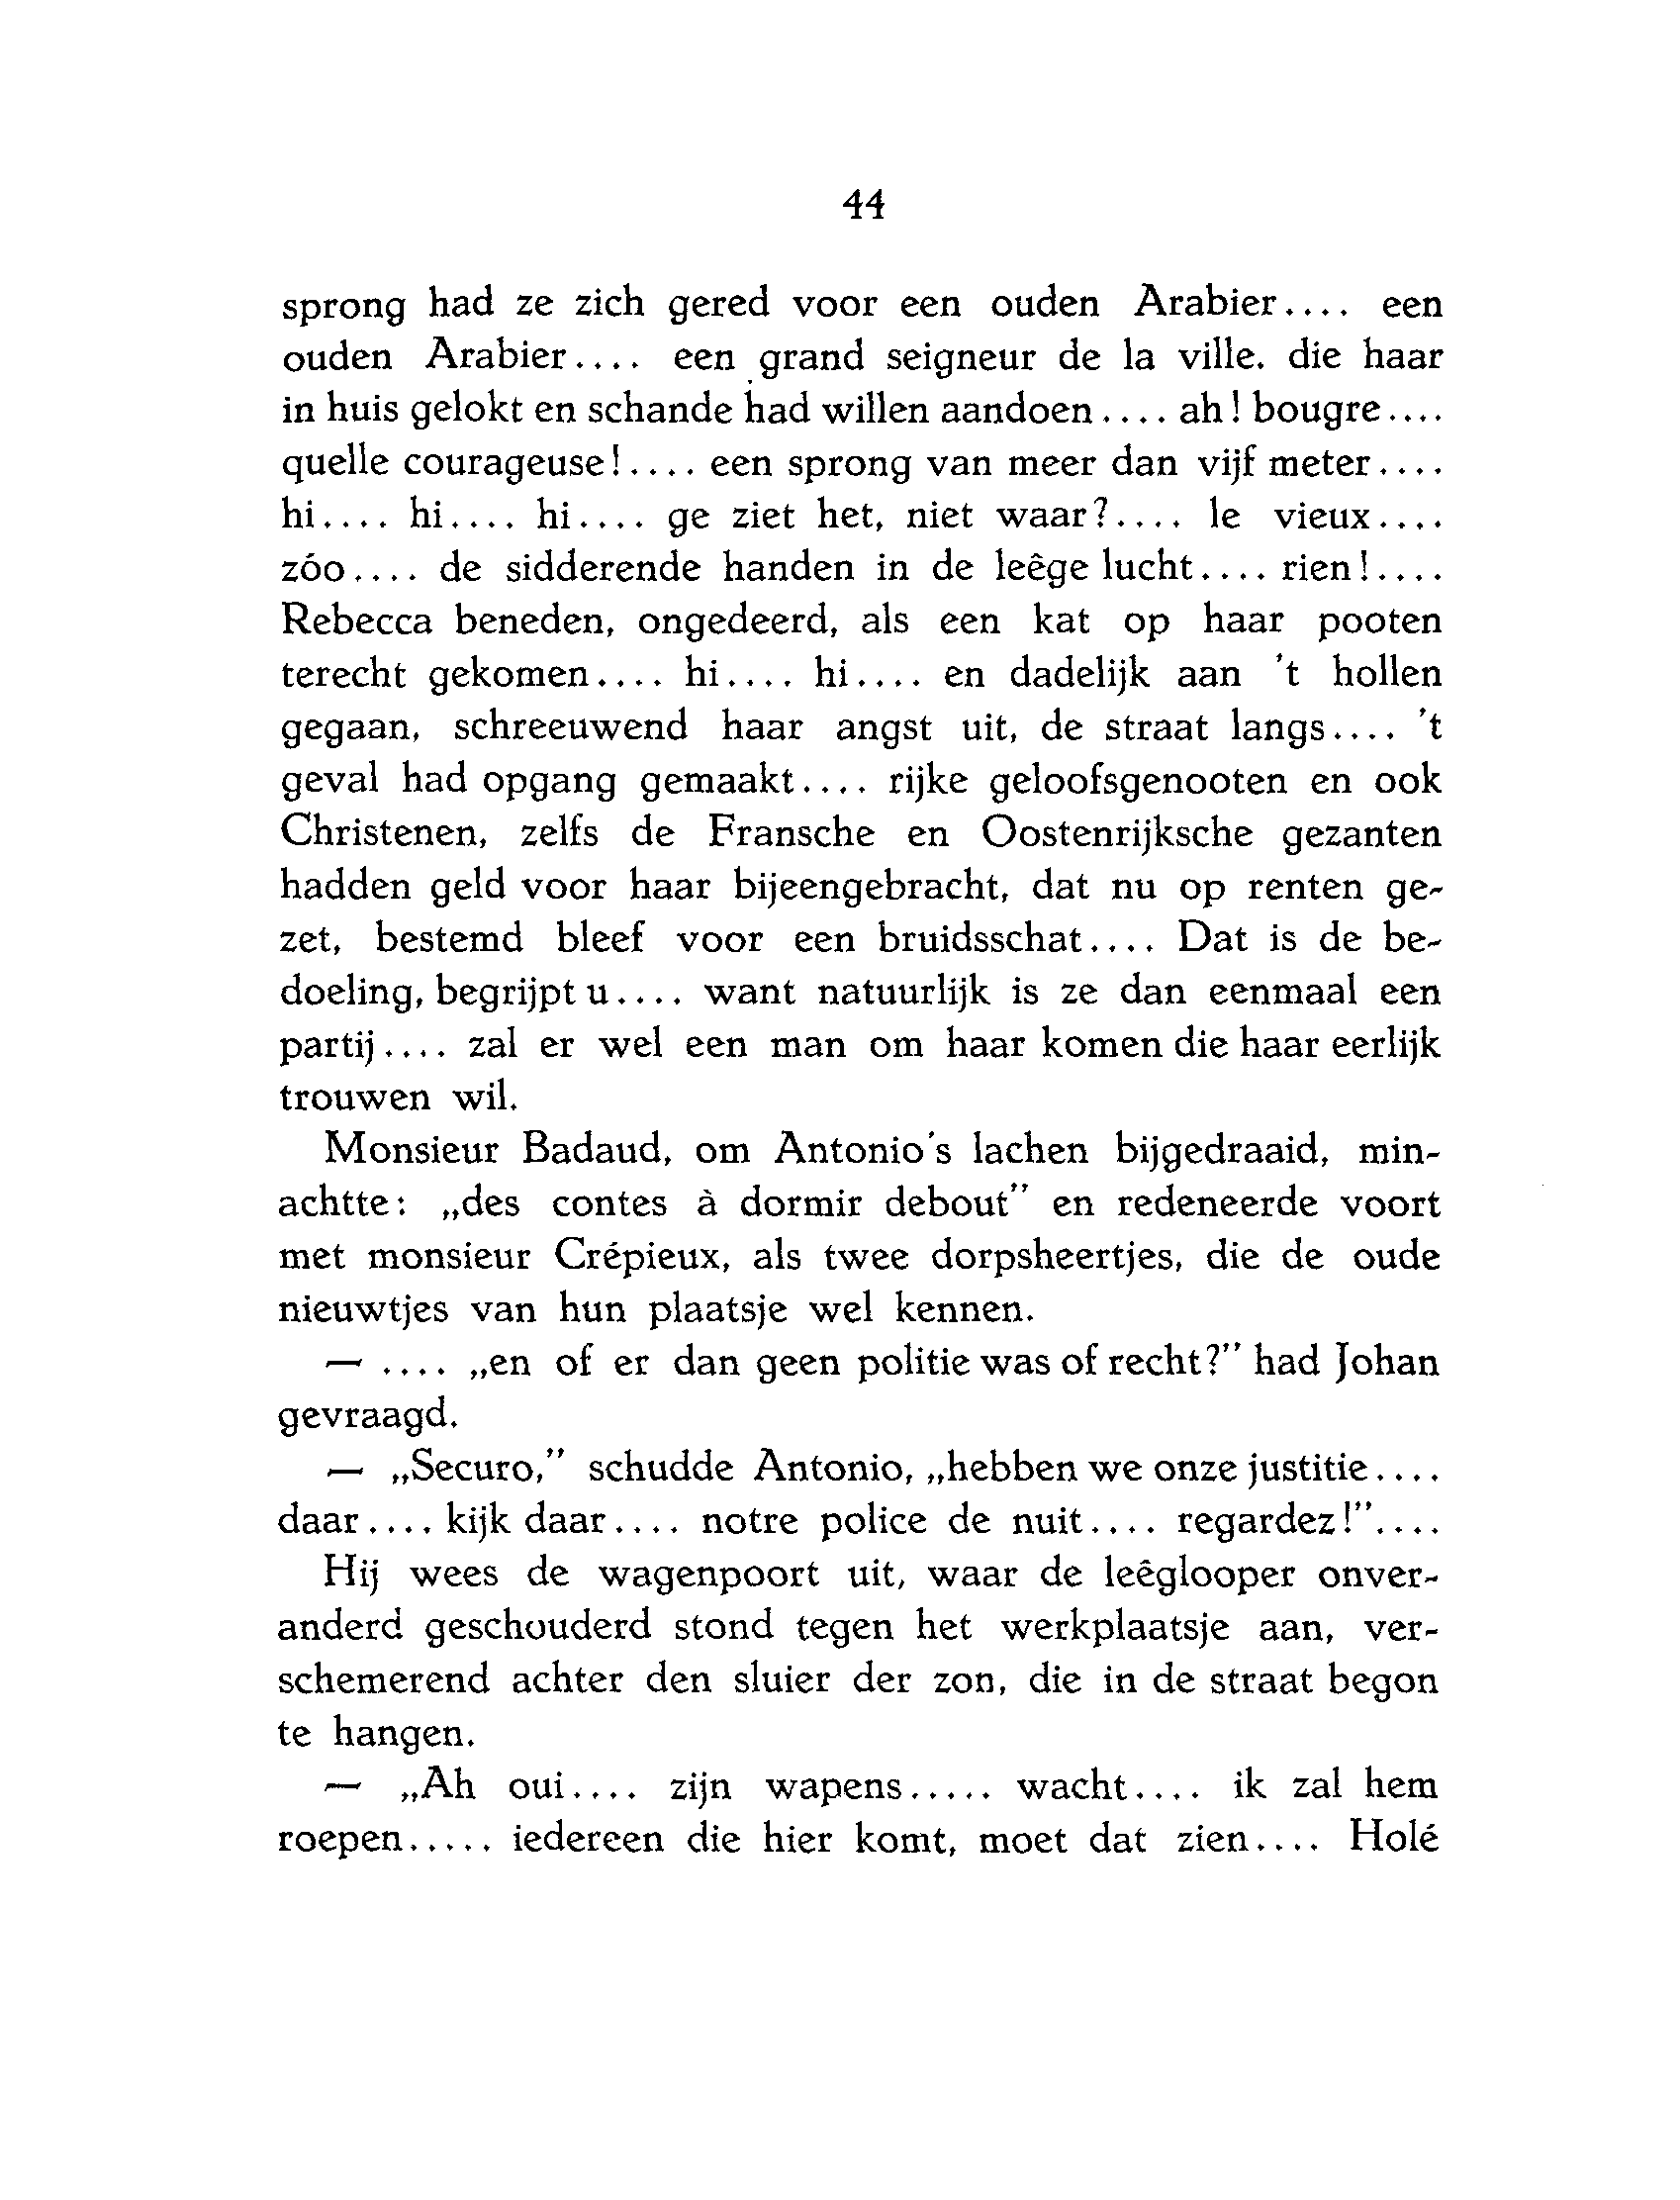 44
sprong had ze zich gered voor een ouden Arabier.... een
ouden Arabier.... een grand seigneur de la ville. die haar
in huis gelokt en schande had willen aandoen.... ah! bougre....
quelle courageuse!.... een sprong van meer dan vijf meter....
hi.... hi.... hi.... ge ziet het, niet waar?.... le vieux....
zóo.... de sidderende handen in de leêge lucht.... rien!....
Rebecca beneden, ongedeerd, als een kat op haar pooten
terecht gekomen.... hi.... hi.... en dadelijk aan 't hollen
gegaan, schreeuwend haar angst uit, de straat langs.... 't
geval had opgang gemaakt.... rijke geloofsgenooten en ook
Christenen, zelfs de Fransche en Oostenrijksche gezanten
hadden geld voor haar bijeengebracht, dat nu op renten ge-
zet, bestemd bleef voor een bruidsschat.... Dat is de be-
doeling, begrijpt u.... want natuurlijk is ze dan eenmaal een
partij.... zal er wel een man om haar komen die haar eerlijk
trouwen wil.
Monsieur Badaud, om Antonio's lachen bijgedraaid, min-
achtte: „des contes à dormir debout" en redeneerde voort
met monsieur Crépieux, als twee dorpsheertjes, die de oude
nieuwtjes van hun plaatsje wel kennen.
— .... „en of er dan geen politie was of recht?" had Johan
gevraagd.
— „Securo," schudde Antonio, „hebben we onze justitie....
daar.... kijk daar.... notre police de nuit.... regardez!"....
Hij wees de wagenpoort uit, waar de leêglooper onver-
anderd geschouderd stond tegen het werkplaatsje aan, ver-
schemerend achter den sluier der zon, die in de straat begon
te hangen.
— „Ah oui.... zijn wapens..... wacht.... ik zal hem
roepen..... iedereen die hier komt, moet dat zien.... Holé